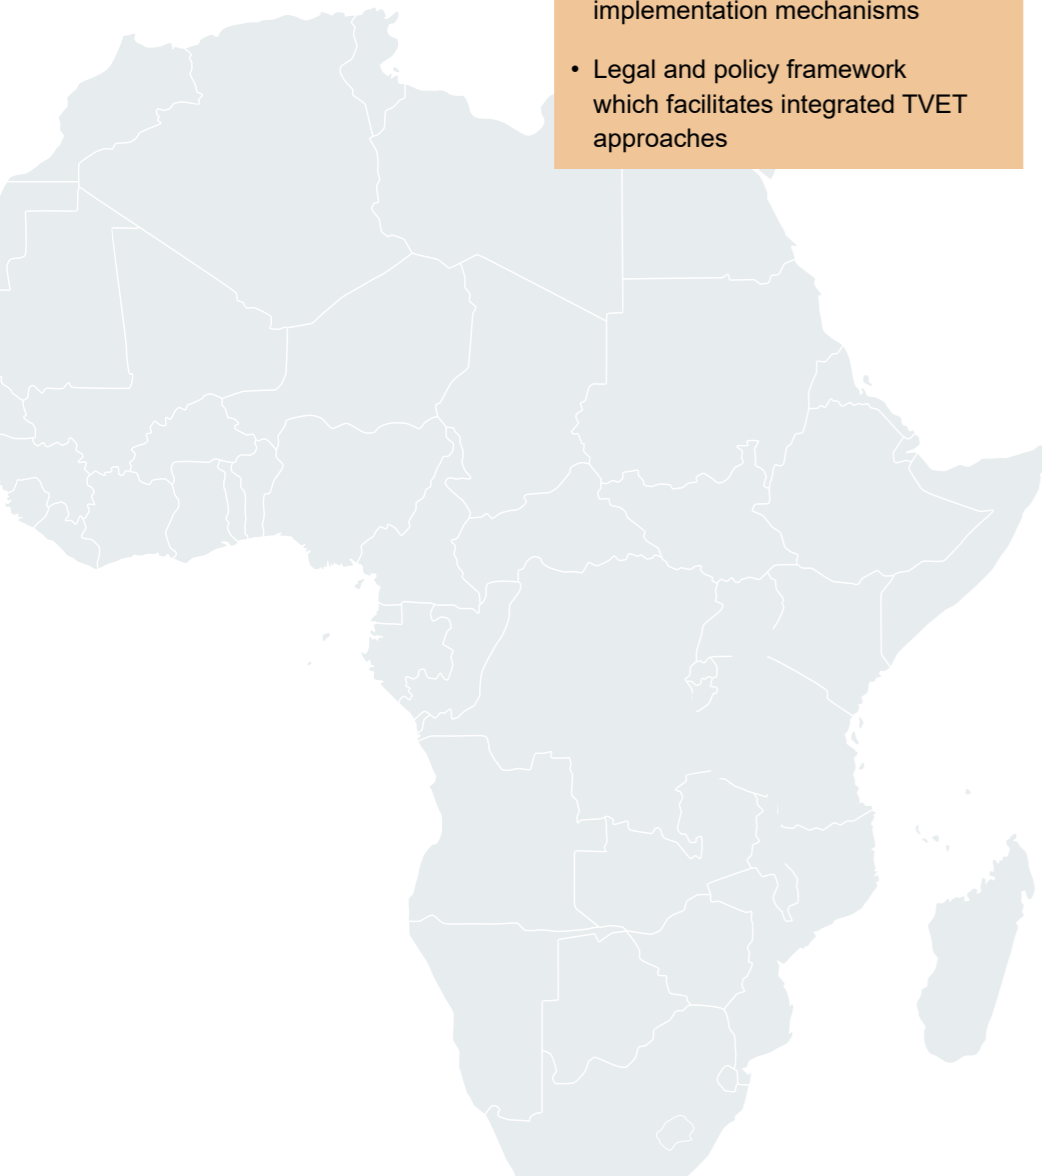 implementation mechanisms
• Legal and policy framework
which facilitates integrated TVET
approaches